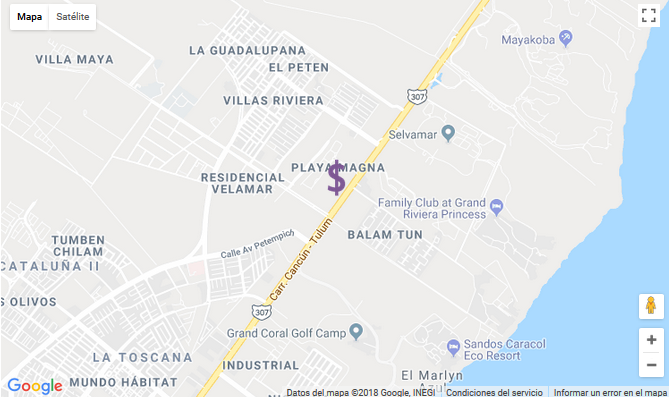 Mapa
Satélite
Mayakoba
LA GUADALUPANA
VILLA MAYA
EL PETEN
VILLAS RIVIERA
307
Selvamar
PLAYA MAGNA
$
RESIDENCIAL
VELAMAR
Family Club at Grand
Riviera Princess
BALAM TUN
TUMBEN
CHILAM
Calle Av Petempich
CATALUÑA II
Carr. Cancún - Tulum
OLIVOS
307
Grand Coral Golf Camp
Sandos Caracol
Eco Resort
LA TOSCANA
INDUSTRIAL
El Marlyn
MUNDO HÁBITAT
Google
Datos del mapa ©2018 Google, INEGI
Condiciones del servicio
Informar un error en el mapa